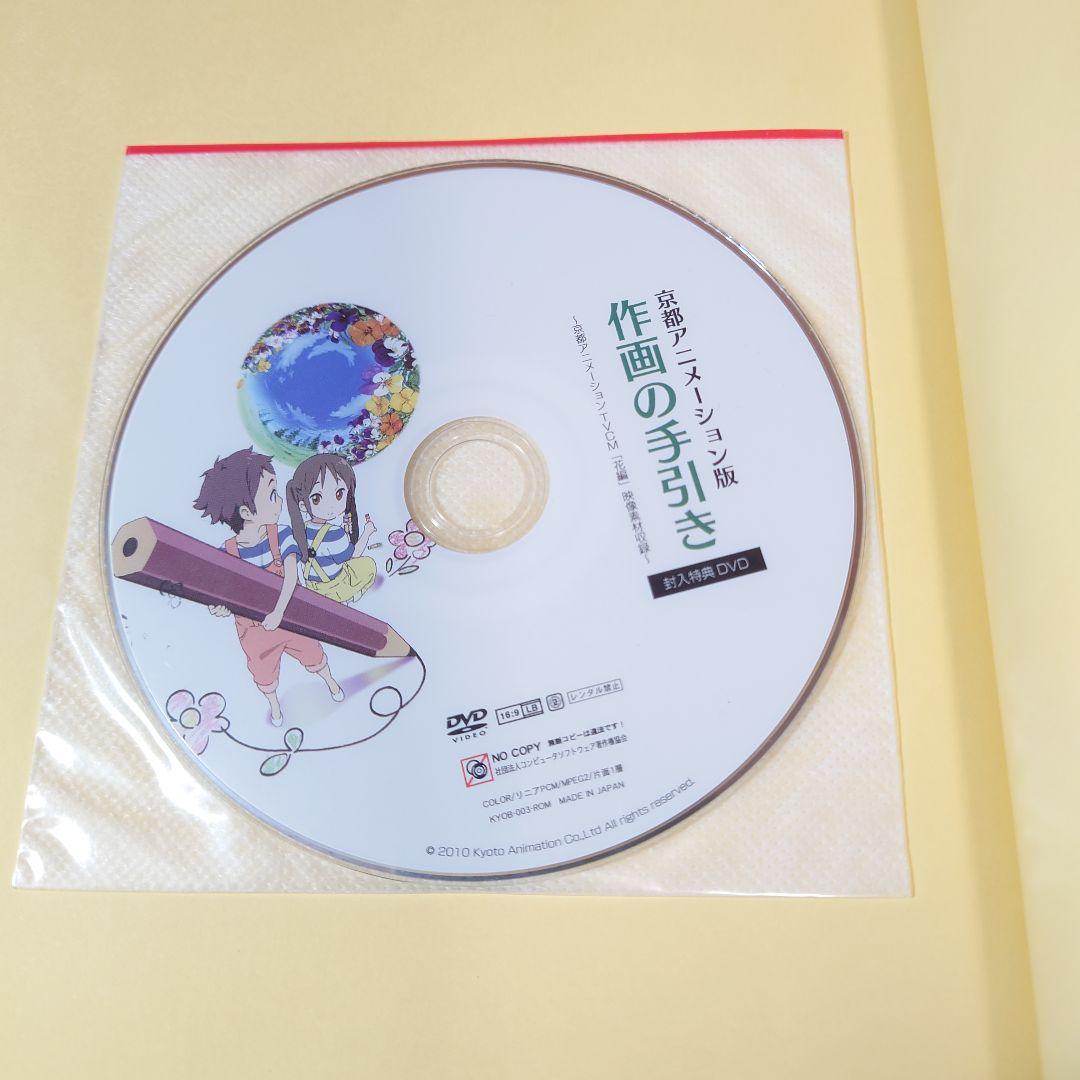 京都アニメーション版
作画の手引き
~京都アニメーションTVCM「花編」映像素材収録~
封入特典 DVD
DVD
VIDEO
16:9 LB
2
レンタル禁止
NO COPY 無断コピーは違法です!
社団法人コンピュータソフトウェア著作権協会
COLOR/リニアPCM/MPEG2/片面1層
KYOB-003-ROM MADE IN JAPAN
© 2010 Kyoto Animation Co.,Ltd All rights reserved.